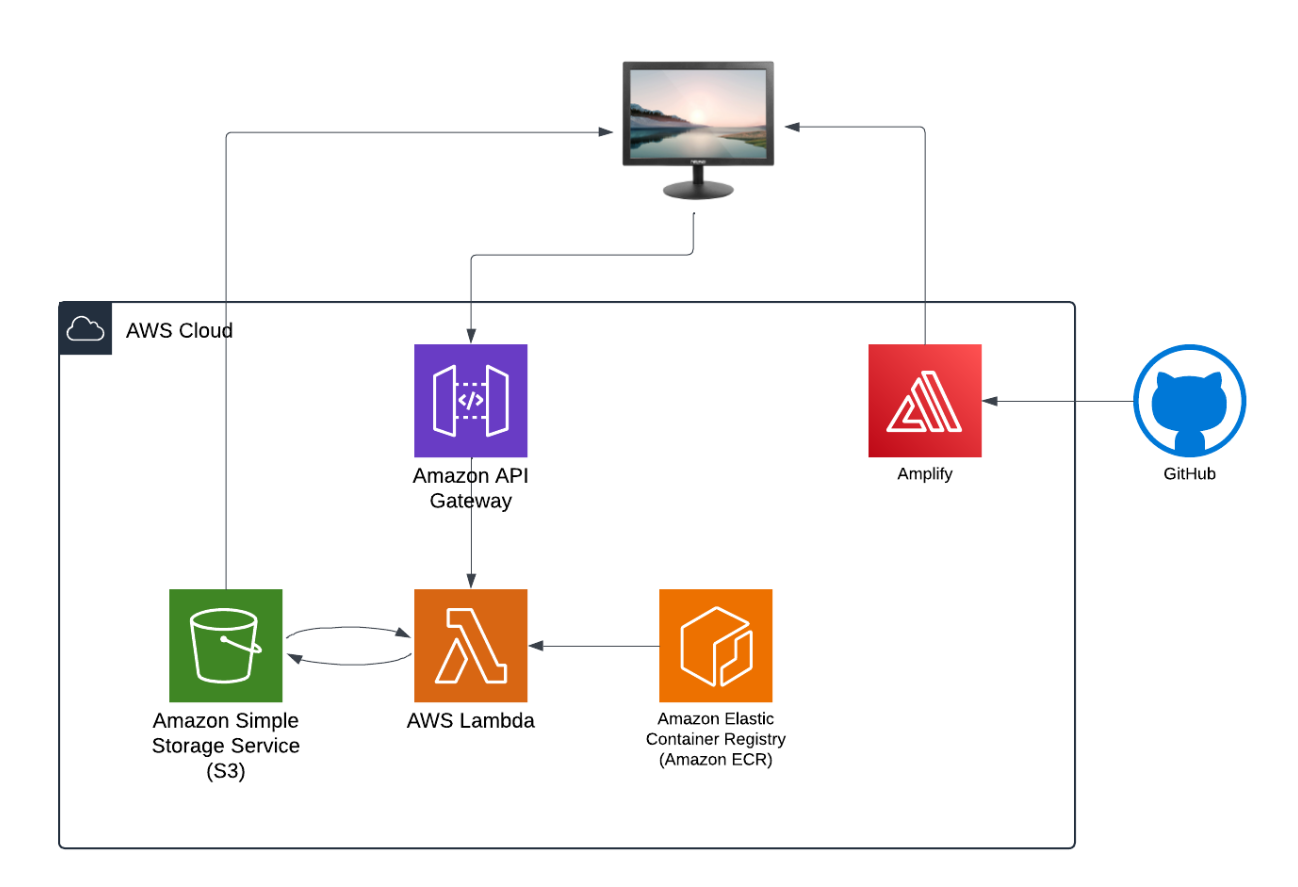 AWS Cloud
Amazon API
Gateway
Amplify
GitHub
Amazon Simple
Storage Service
(S3)
AWS Lambda
Amazon Elastic
Container Registry
(Amazon ECR)